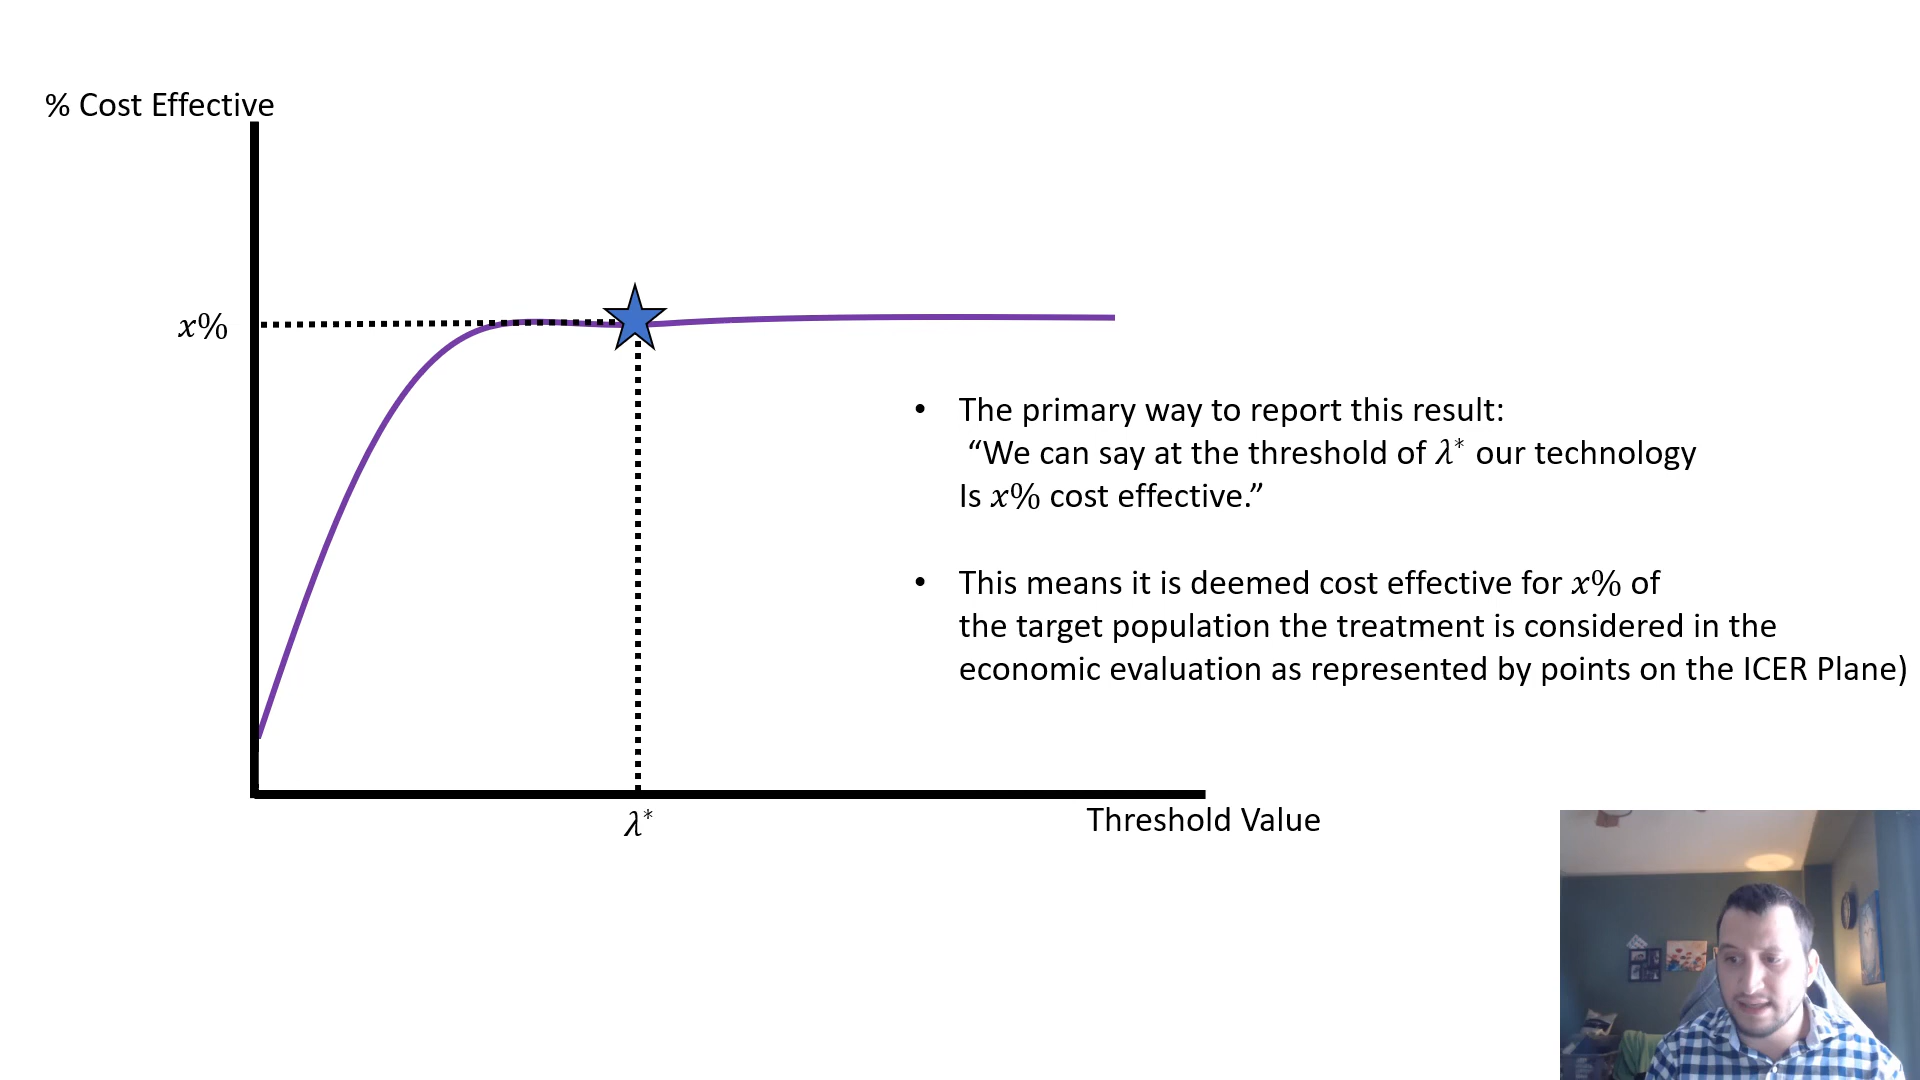 % Cost Effective
x%
• The primary way to report this result:
“We can say at the threshold of λ* our technology
Is x% cost effective.”
• This means it is deemed cost effective for x% of
the target population the treatment is considered in the
economic evaluation as represented by points on the ICER Plane)
λ*
Threshold Value